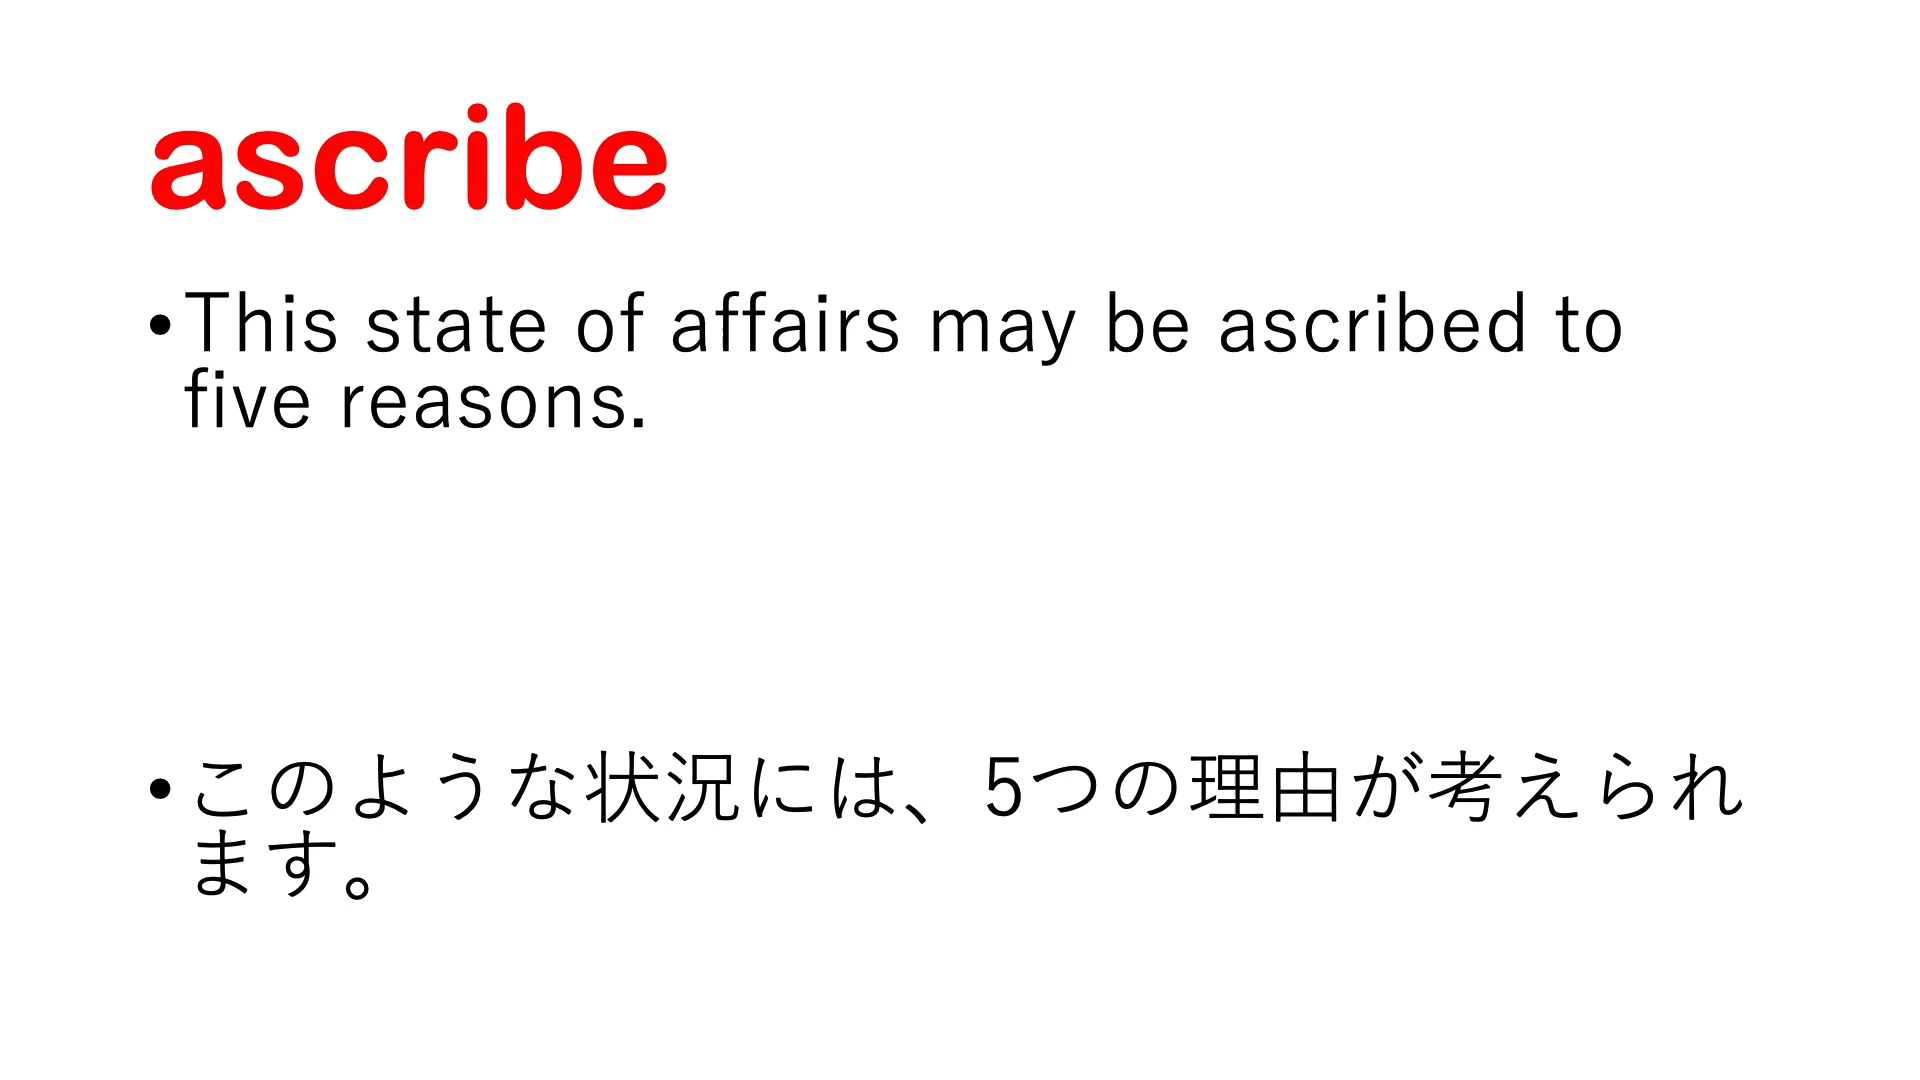 ascribe
•This state of affairs may be ascribed to
five reasons.
•このような状況には、5つの理由が考えられ
ます。